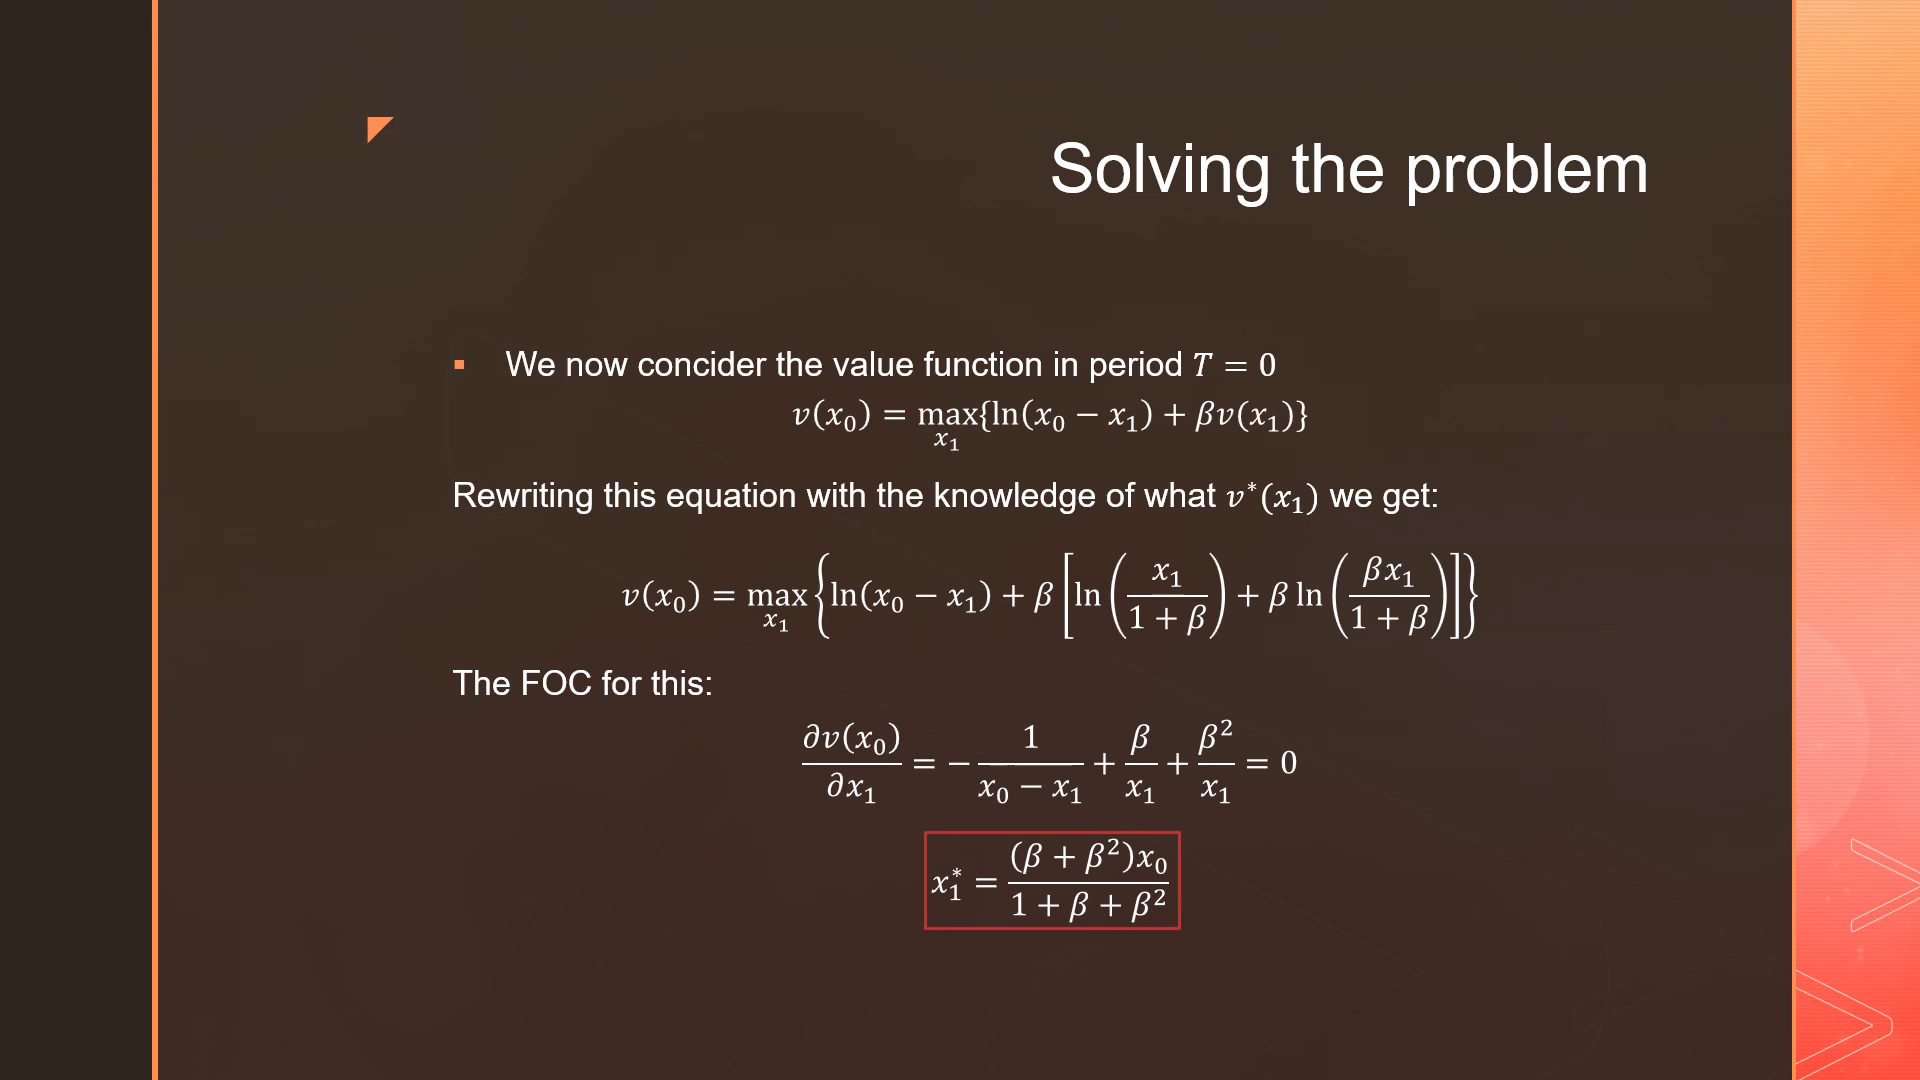 Solving the problem
▪ We now concider the value function in period 𝑇 = 0
𝑣(𝑥₀) = max_{𝑥₁}{ln(𝑥₀ − 𝑥₁) + 𝛽𝑣(𝑥₁)}
Rewriting this equation with the knowledge of what 𝑣*(𝑥₁) we get:
𝑣(𝑥₀) = max_{𝑥₁}{ln(𝑥₀ − 𝑥₁) + 𝛽[ln(𝑥₁/(1 + 𝛽)) + 𝛽 ln(𝛽𝑥₁/(1 + 𝛽))]}
The FOC for this:
∂𝑣(𝑥₀)/∂𝑥₁ = −1/(𝑥₀ − 𝑥₁) + 𝛽/𝑥₁ + 𝛽²/𝑥₁ = 0
𝑥₁* = (𝛽 + 𝛽²)𝑥₀/(1 + 𝛽 + 𝛽²)